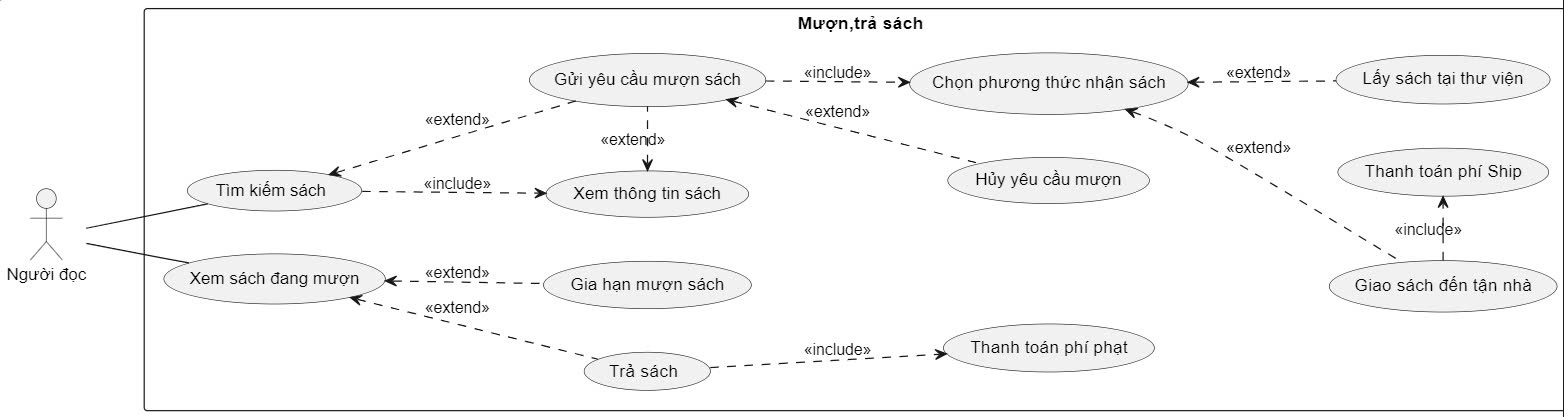 Mượn,trả sách
Gửi yêu cầu mượn sách
«include»
Chọn phương thức nhận sách
«extend»
Lấy sách tại thư viện
«extend»
«extend»
«extend»
«extend»
Tìm kiếm sách
«include»
Xem thông tin sách
Hủy yêu cầu mượn
Thanh toán phí Ship
«include»
Người đọc
Xem sách đang mượn
«extend»
Gia hạn mượn sách
Giao sách đến tận nhà
«extend»
Trả sách
«include»
Thanh toán phí phạt